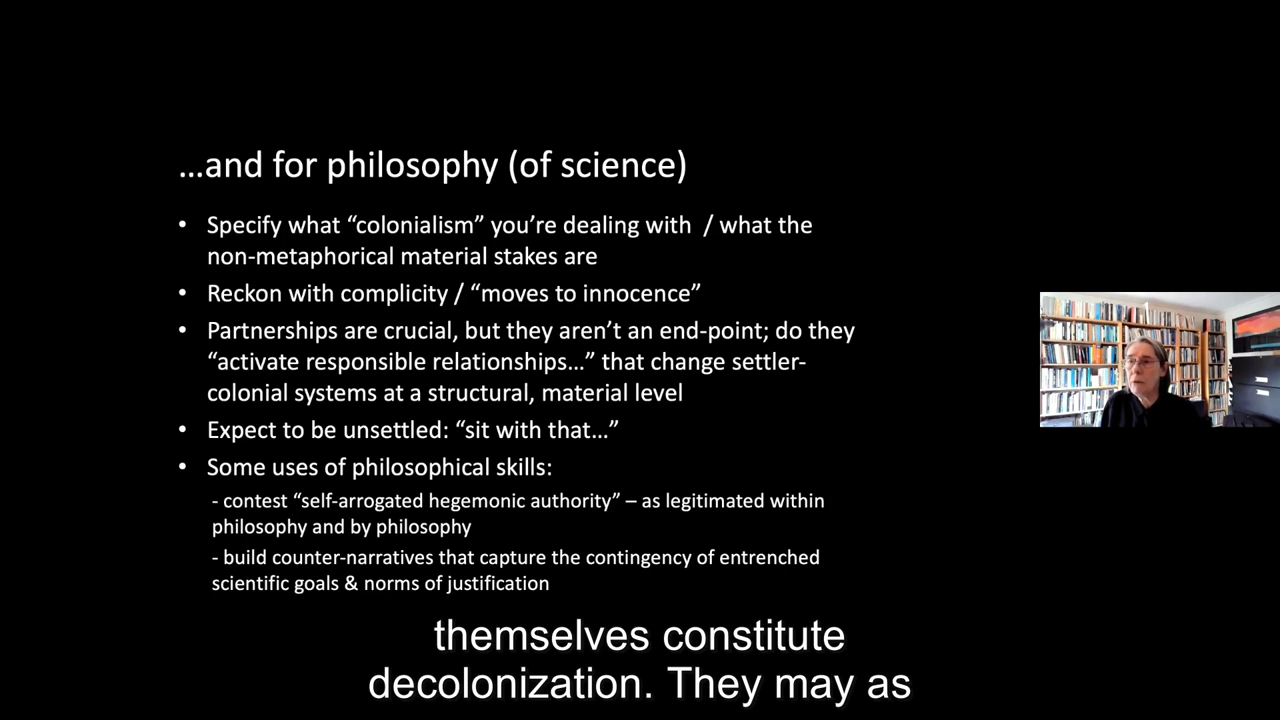 …and for philosophy (of science)
• Specify what “colonialism” you’re dealing with / what the
non-metaphorical material stakes are
• Reckon with complicity / “moves to innocence”
• Partnerships are crucial, but they aren’t an end-point; do they
“activate responsible relationships…” that change settler-
colonial systems at a structural, material level
• Expect to be unsettled: “sit with that…”
• Some uses of philosophical skills:
- contest “self-arrogated hegemonic authority” – as legitimated within
philosophy and by philosophy
- build counter-narratives that capture the contingency of entrenched
scientific goals & norms of justification
themselves constitute
decolonization. They may as